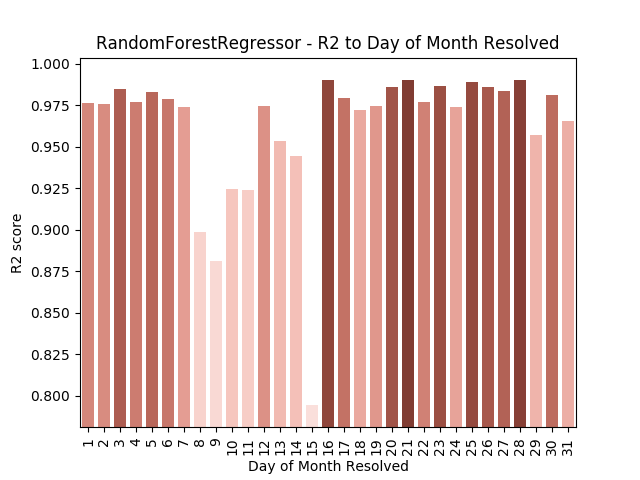 RandomForestRegressor - R2 to Day of Month Resolved
1.000
0.975
0.950
0.925
0.900
0.875
0.850
0.825
0.800
R2 score
1 2 3 4 5 6 7 8 9 10 11 12 13 14 15 16 17 18 19 20 21 22 23 24 25 26 27 28 29 30 31
Day of Month Resolved